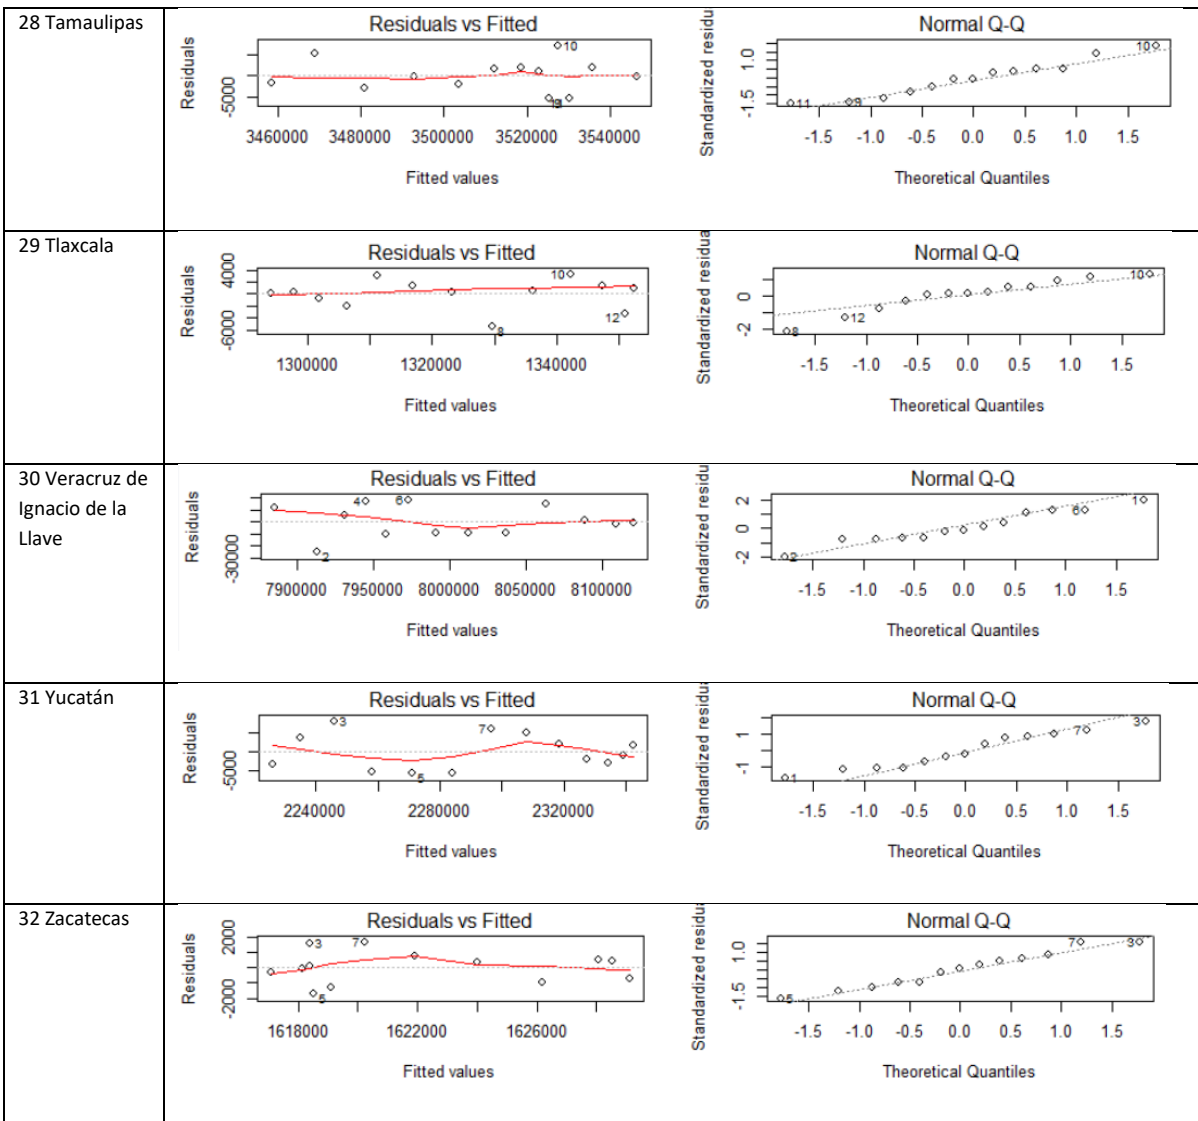 28 Tamaulipas
Residuals vs Fitted
Residuals
-5000
10
3460000 3480000 3500000 3520000 3540000
Fitted values
Normal Q-Q
Standardized residu
-1.5 1.0
11 9 10
-1.5 -1.0 -0.5 0.0 0.5 1.0 1.5
Theoretical Quantiles
29 Tlaxcala
Residuals vs Fitted
Residuals
-6000 4000
10
8
12
1300000 1320000 1340000
Fitted values
Normal Q-Q
Standardized residua
-2 0
8 12 10
-1.5 -1.0 -0.5 0.0 0.5 1.0 1.5
Theoretical Quantiles
30 Veracruz de
Ignacio de la
Llave
Residuals vs Fitted
Residuals
-30000
4 6
2
7900000 7950000 8000000 8050000 8100000
Fitted values
Normal Q-Q
Standardized residu
-2 0 2
2 6 1
-1.5 -1.0 -0.5 0.0 0.5 1.0 1.5
Theoretical Quantiles
31 Yucatán
Residuals vs Fitted
Residuals
-5000
3 7
5
2240000 2280000 2320000
Fitted values
Normal Q-Q
Standardized residua
-1 1
1 7 3
-1.5 -1.0 -0.5 0.0 0.5 1.0 1.5
Theoretical Quantiles
32 Zacatecas
Residuals vs Fitted
Residuals
-2000 2000
3 7
5
1618000 1622000 1626000
Fitted values
Normal Q-Q
Standardized residua
-1.5 1.0
5 7 3
-1.5 -1.0 -0.5 0.0 0.5 1.0 1.5
Theoretical Quantiles